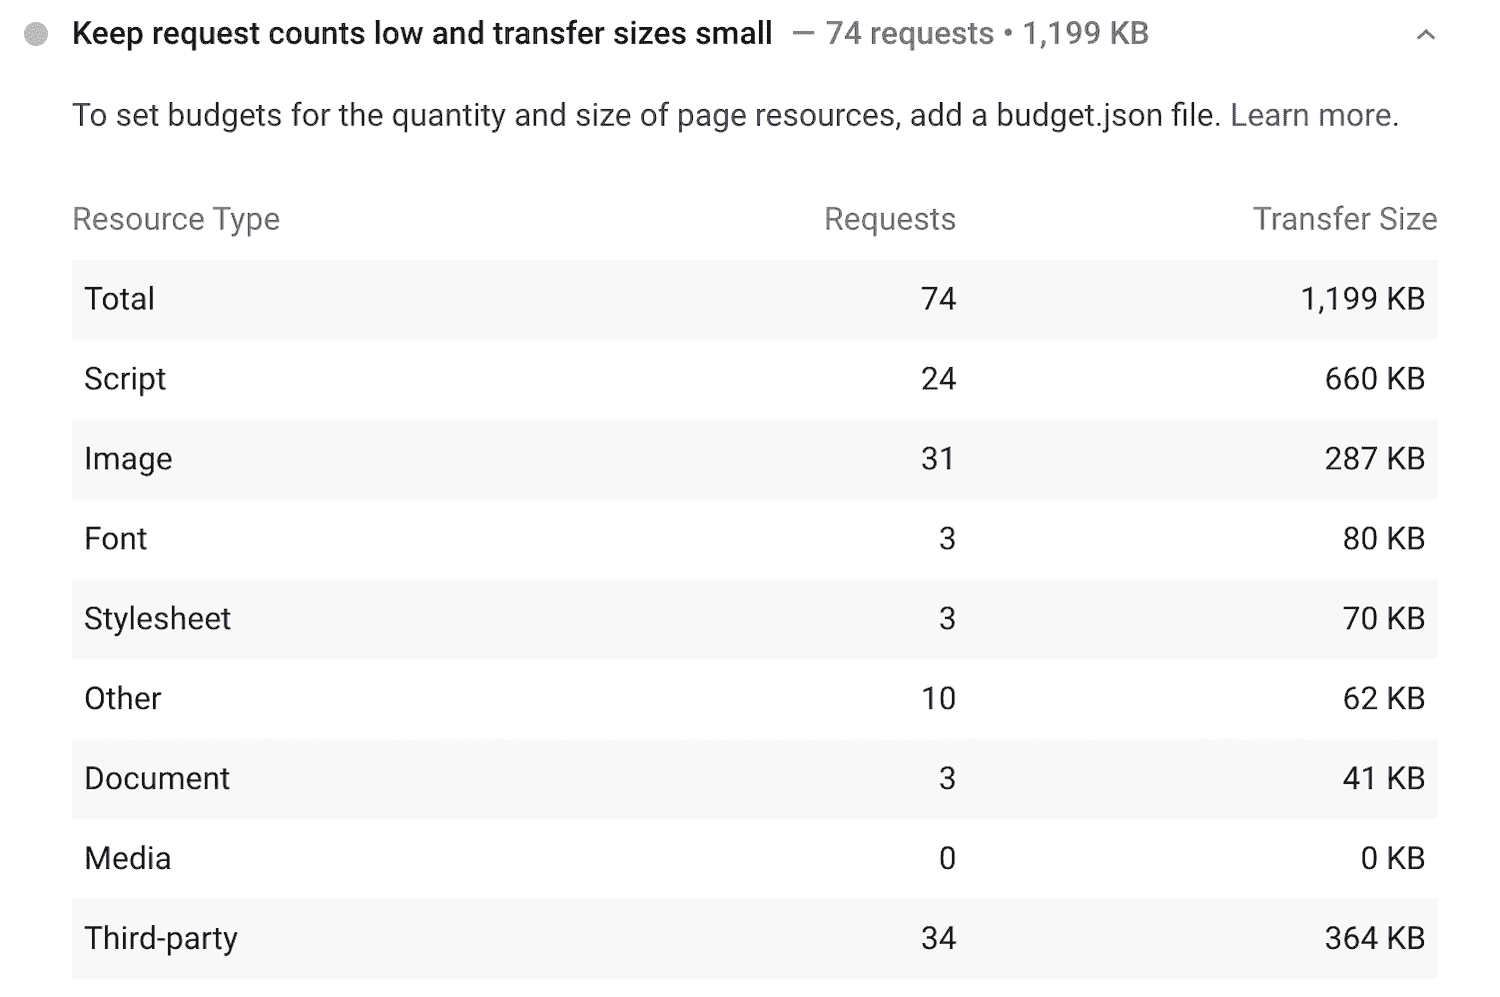 Keep request counts low and transfer sizes small — 74 requests • 1,199 KB
To set budgets for the quantity and size of page resources, add a budget.json file. Learn more.
Resource Type Requests Transfer Size
Total 74 1,199 KB
Script 24 660 KB
Image 31 287 KB
Font 3 80 KB
Stylesheet 3 70 KB
Other 10 62 KB
Document 3 41 KB
Media 0 0 KB
Third-party 34 364 KB